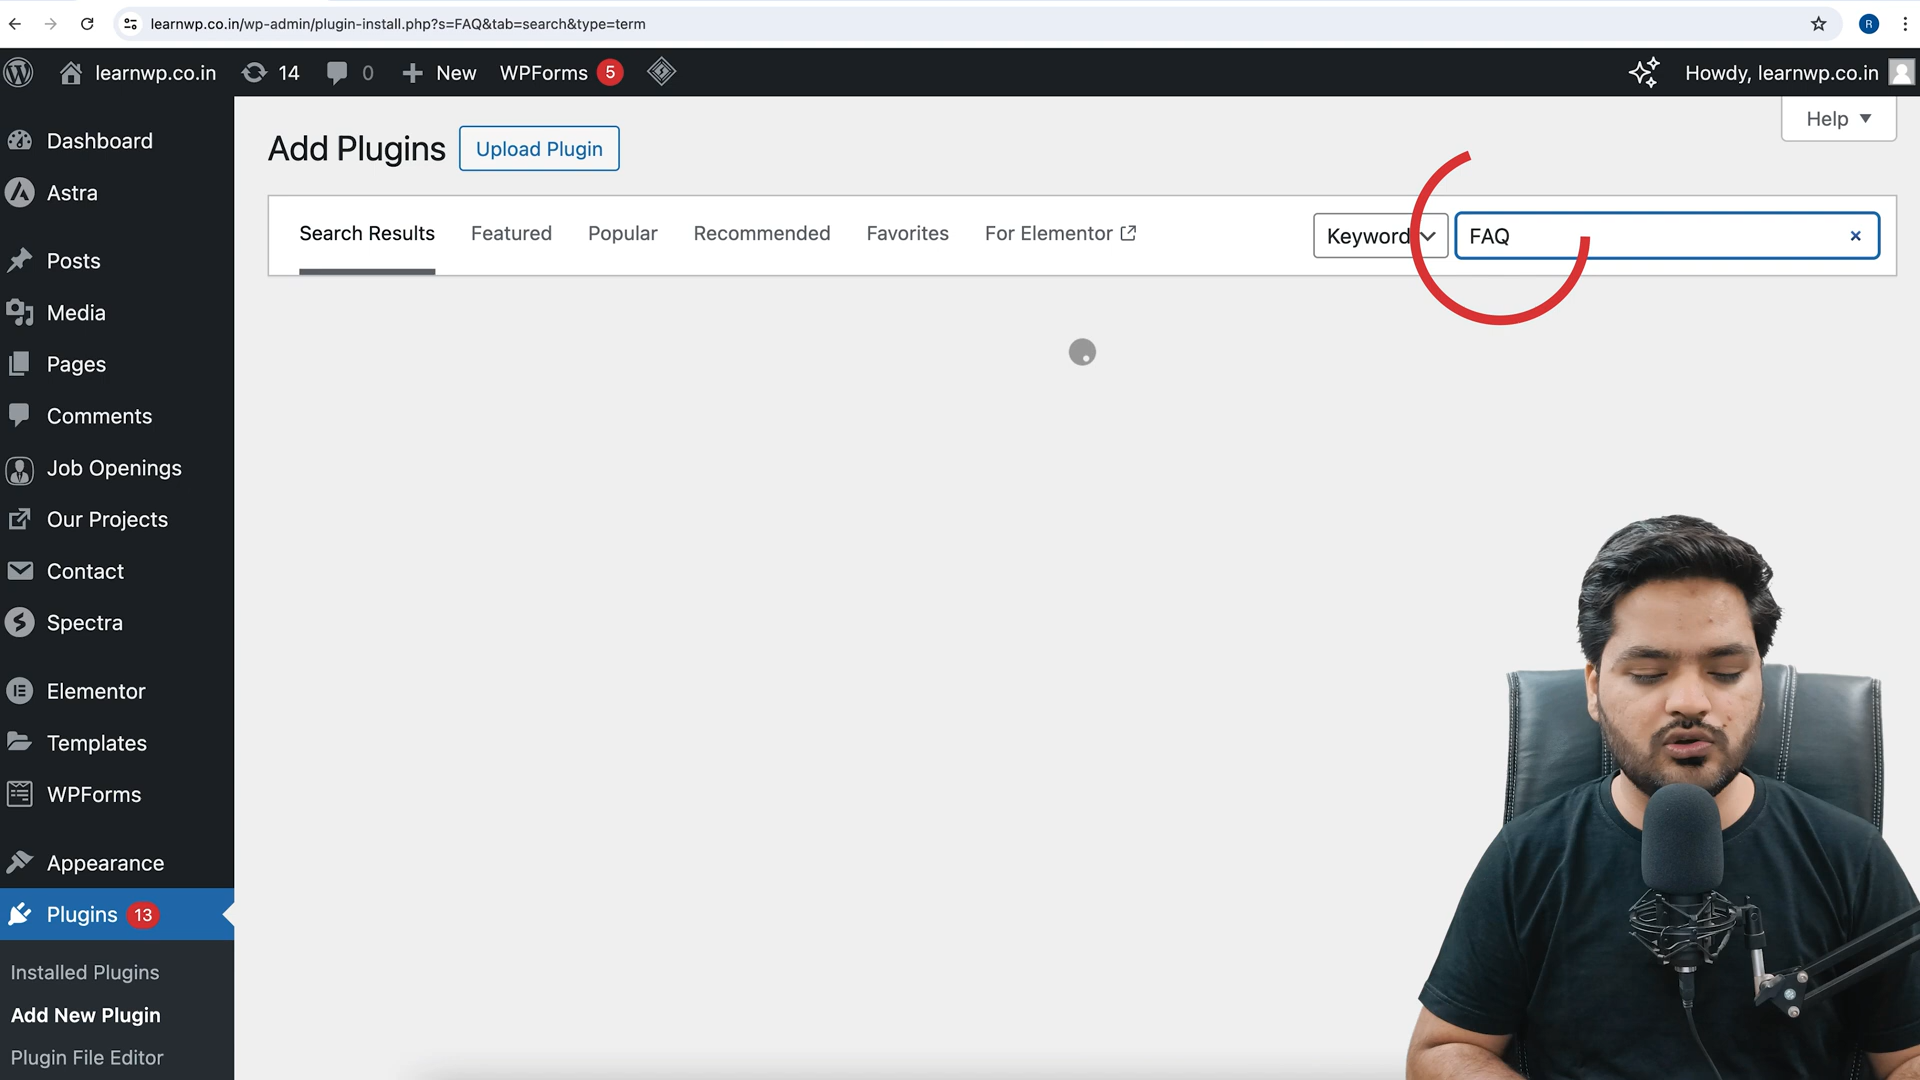 learnwp.co.in/wp-admin/plugin-install.php?s=FAQ&tab=search&type=term
R
learnwp.co.in
14
0
New
WPForms 5
Howdy, learnwp.co.in
Help
Add Plugins
Upload Plugin
Search Results
Featured
Popular
Recommended
Favorites
For Elementor
Keyword
FAQ
Dashboard
Astra
Posts
Media
Pages
Comments
Job Openings
Our Projects
Contact
Spectra
Elementor
Templates
WPForms
Appearance
Plugins 13
Installed Plugins
Add New Plugin
Plugin File Editor